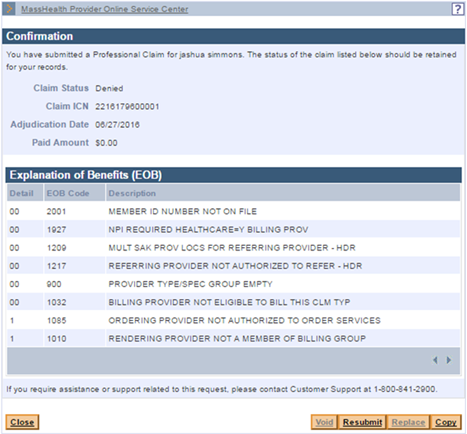 MassHealth Provider Online Service Center
?
Confirmation
You have submitted a Professional Claim for jashua simmons. The status of the claim listed below should be retained
for your records.
Claim Status Denied
Claim ICN 2216179600001
Adjudication Date 06/27/2016
Paid Amount $0.00
Explanation of Benefits (EOB)
Detail EOB Code Description
00 2001 MEMBER ID NUMBER NOT ON FILE
00 1927 NPI REQUIRED HEALTHCARE=Y BILLING PROV
00 1209 MULT SAK PROV LOCS FOR REFERRING PROVIDER - HDR
00 1217 REFERRING PROVIDER NOT AUTHORIZED TO REFER - HDR
00 900 PROVIDER TYPE/SPEC GROUP EMPTY
00 1032 BILLING PROVIDER NOT ELIGIBLE TO BILL THIS CLM TYP
1 1085 ORDERING PROVIDER NOT AUTHORIZED TO ORDER SERVICES
1 1010 RENDERING PROVIDER NOT A MEMBER OF BILLING GROUP
If you require assistance or support related to this request, please contact Customer Support at 1-800-841-2900.
Close Void Resubmit Replace Copy